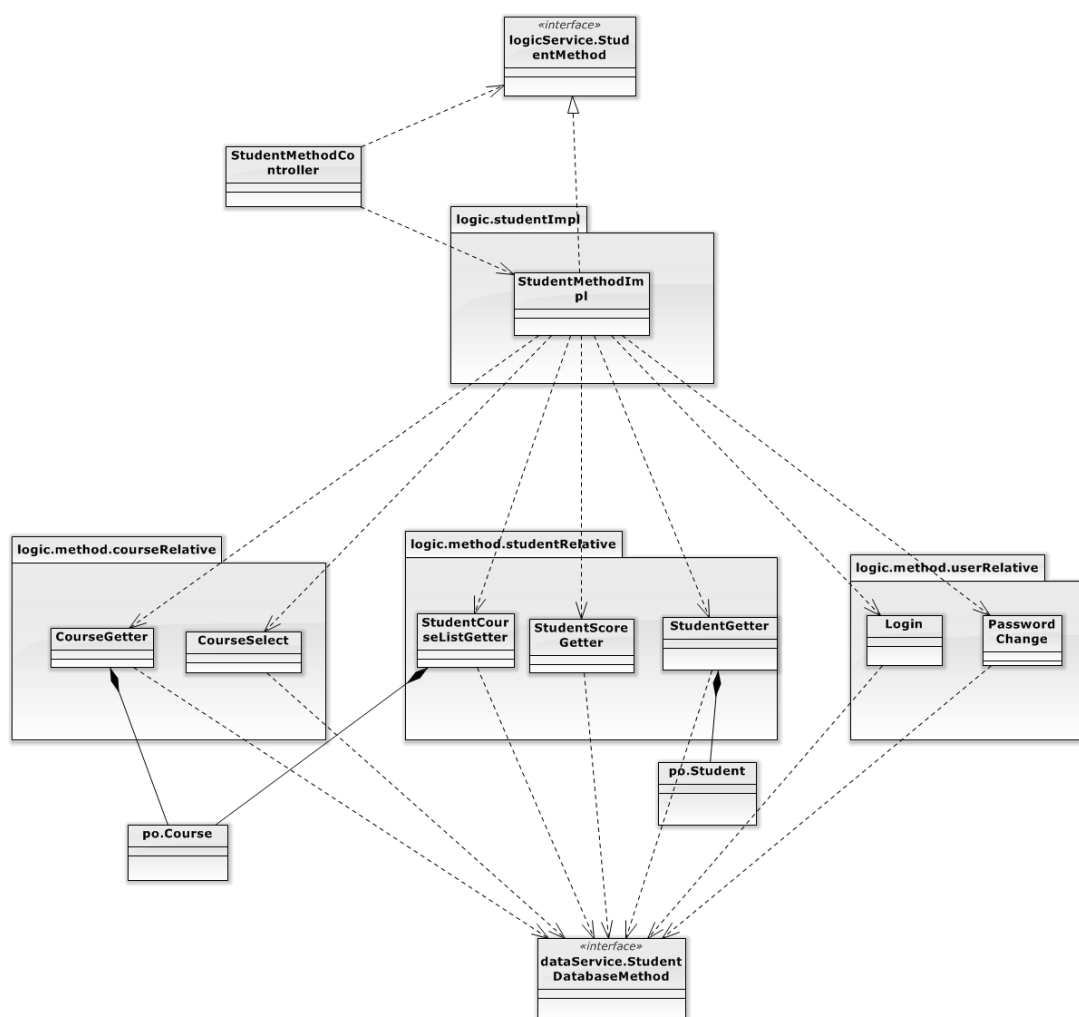 «interface»
logicService.Stud
entMethod
StudentMethodCo
ntroller
logic.studentImpl
StudentMethodIm
pl
logic.method.courseRelative
CourseGetter
CourseSelect
logic.method.studentRelative
StudentCour
seListGetter
StudentScore
Getter
StudentGetter
logic.method.userRelative
Login
Password
Change
po.Student
po.Course
«interface»
dataService.Student
DatabaseMethod